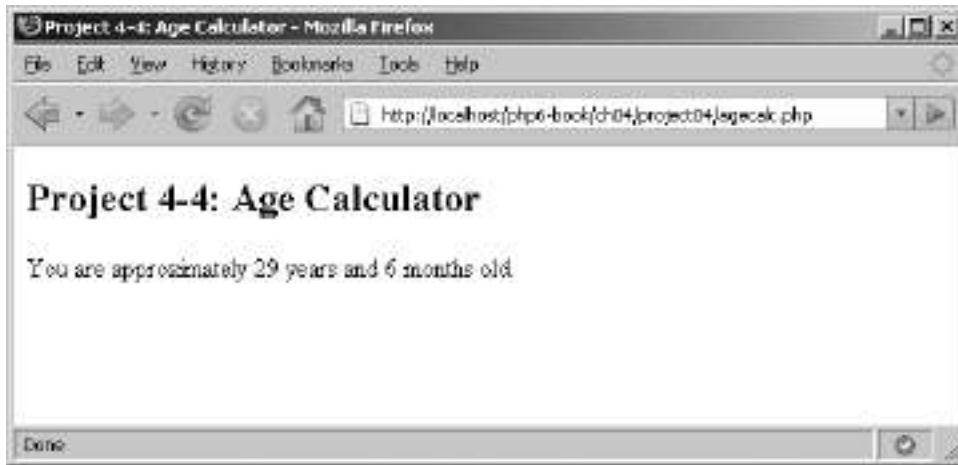 Project 4-4: Age Calculator - Mozilla Firefox
File Edit View History Bookmarks Tools Help
http://localhost/php6-book/ch04/project04/agecalc.php
Project 4-4: Age Calculator
You are approximately 29 years and 6 months old
Done